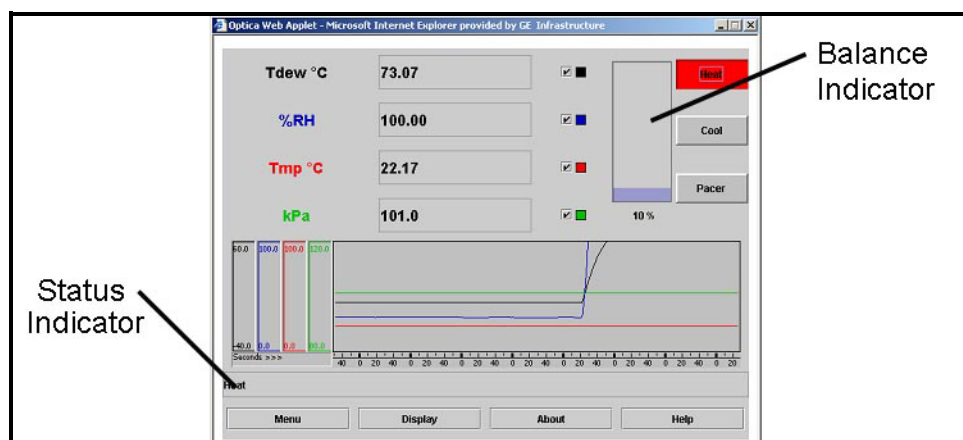 Optica Web Applet - Microsoft Internet Explorer provided by GE Infrastructure
Tdew °C 73.07 Heat
%RH 100.00 Cool
Tmp °C 22.17 Pacer
kPa 101.0 10 %
Balance
Indicator
60.0 100.0 100.0 120.0
-40.0 0.0 0.0
Seconds >>>
40 0 20 40 0 20 40 0 20 40 0 20 40 0 20 40 0 20 40 0 20 40 0 20
Status
Indicator
Heat
Menu Display About Help